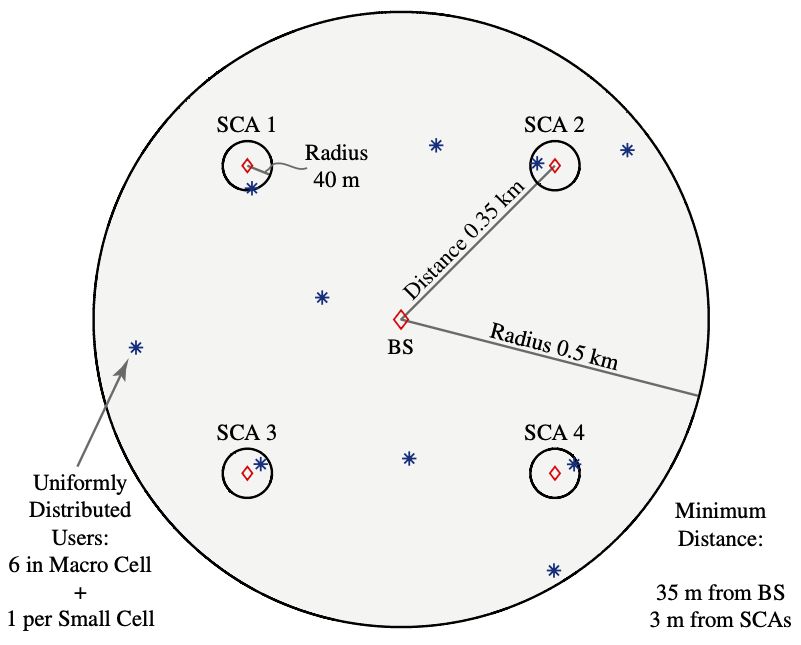 SCA 1
SCA 2
Radius
40 m
Distance 0.35 km
Radius 0.5 km
BS
SCA 3
SCA 4
Uniformly
Distributed
Users:
6 in Macro Cell
+
1 per Small Cell
Minimum
Distance:
35 m from BS
3 m from SCAs